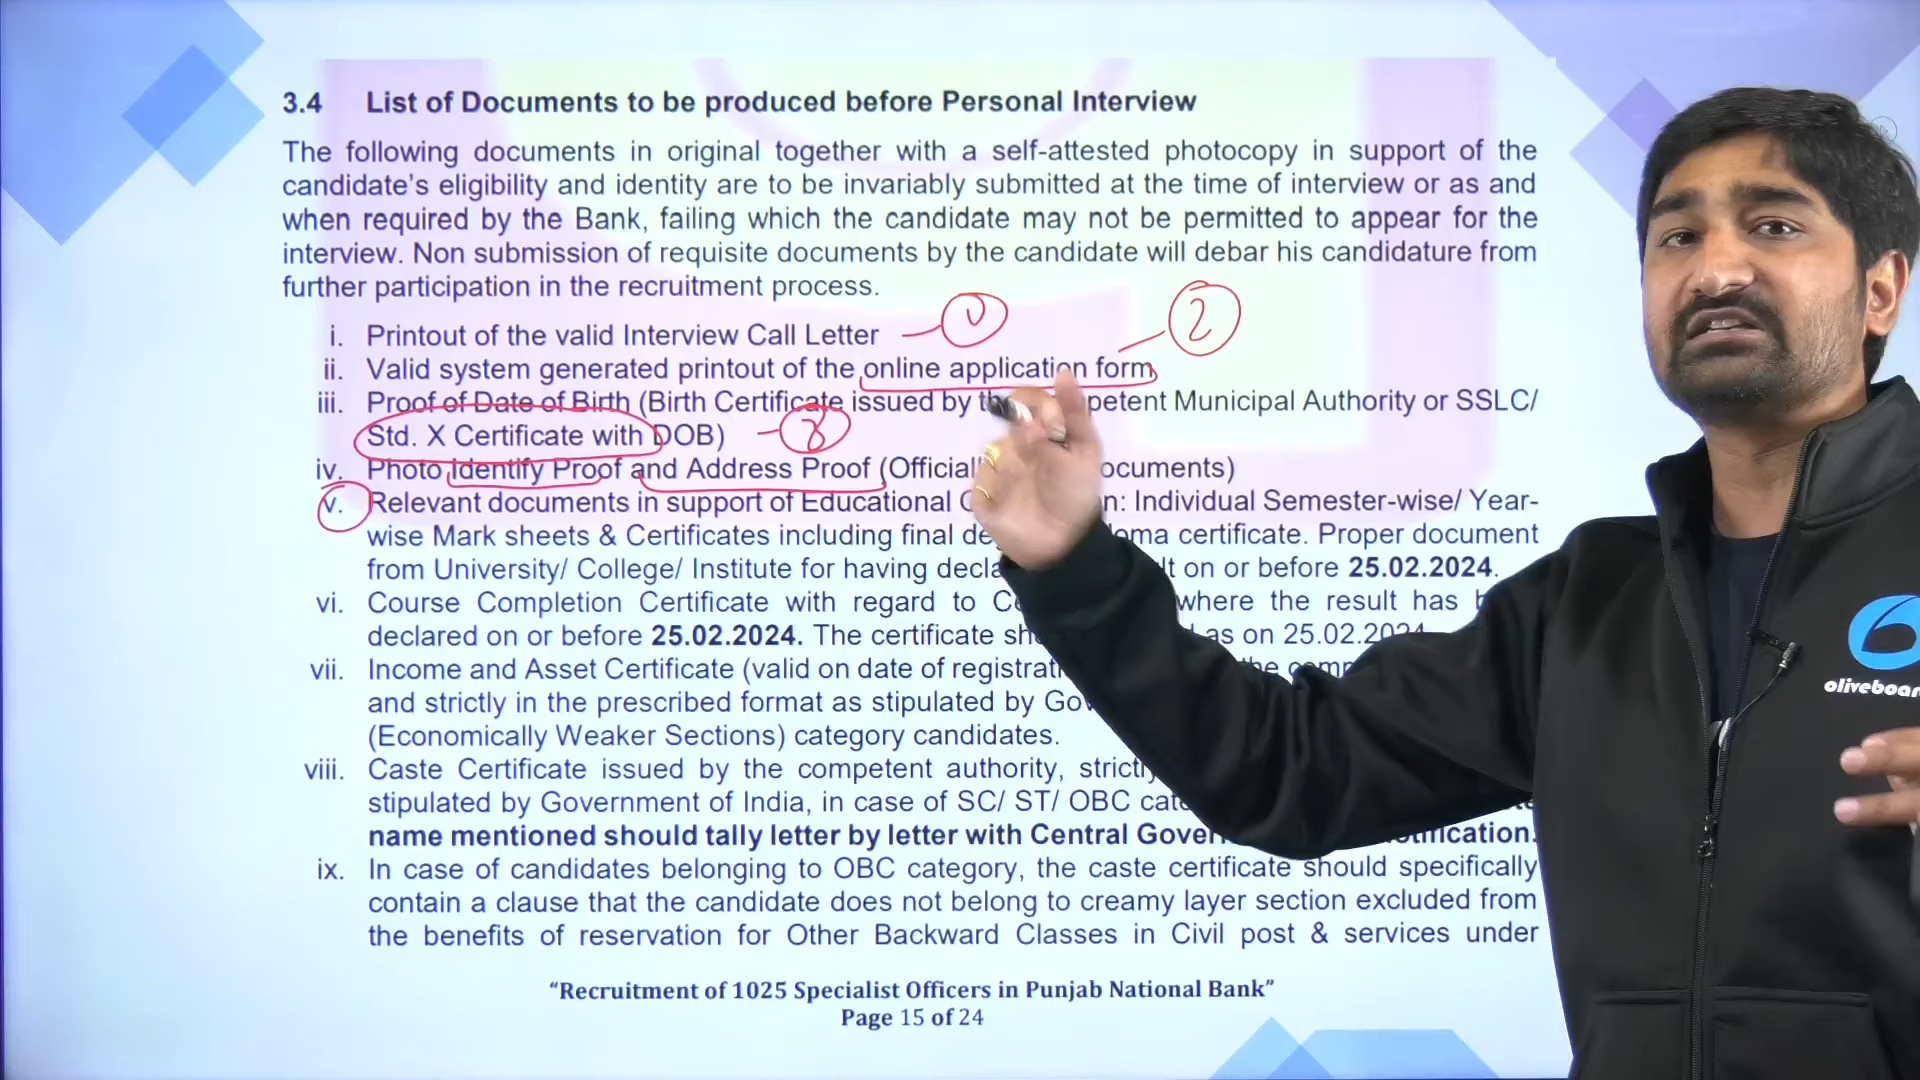 3.4 List of Documents to be produced before Personal Interview
The following documents in original together with a self-attested photocopy in support of the
candidate's eligibility and identity are to be invariably submitted at the time of interview or as and
when required by the Bank, failing which the candidate may not be permitted to appear for the
interview. Non submission of requisite documents by the candidate will debar his candidature from
further participation in the recruitment process.
i. Printout of the valid Interview Call Letter
2
ii. Valid system generated printout of the online application form
iii. Proof of Date of Birth (Birth Certificate issued by petent Municipal Authority or SSLC/
Std. X Certificate with DOB)
iv. Photo Identify Proof and Address Proof (Official ocuments)
v. Relevant documents in support of Educational n: Individual Semester-wise/ Year-
wise Mark sheets & Certificates including final de oma certificate. Proper document
from University/ College/ Institute for having decla lt on or before 25.02.2024.
vi. Course Completion Certificate with regard to where the result has
declared on or before 25.02.2024. The certificate sh as on 25.02.2024
vii. Income and Asset Certificate (valid on date of registrati the comp
and strictly in the prescribed format as stipulated by Gov
(Economically Weaker Sections) category candidates.
viii. Caste Certificate issued by the competent authority, strictly
stipulated by Government of India, in case of SC/ ST/ OBC cate
name mentioned should tally letter by letter with Central Gover notification.
ix. In case of candidates belonging to OBC category, the caste certificate should specifically
contain a clause that the candidate does not belong to creamy layer section excluded from
the benefits of reservation for Other Backward Classes in Civil post & services under
"Recruitment of 1025 Specialist Officers in Punjab National Bank"
Page 15 of 24
oliveboar